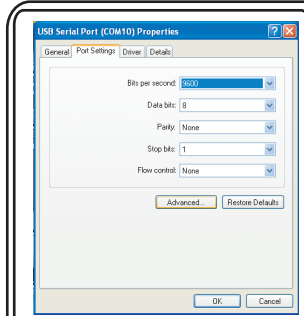 USB Serial Port (COM10) Properties
General Port Settings Driver Details
Bits per second: 9600
Data bits: 8
Parity: None
Stop bits: 1
Flow control: None
Advanced... Restore Defaults
OK Cancel